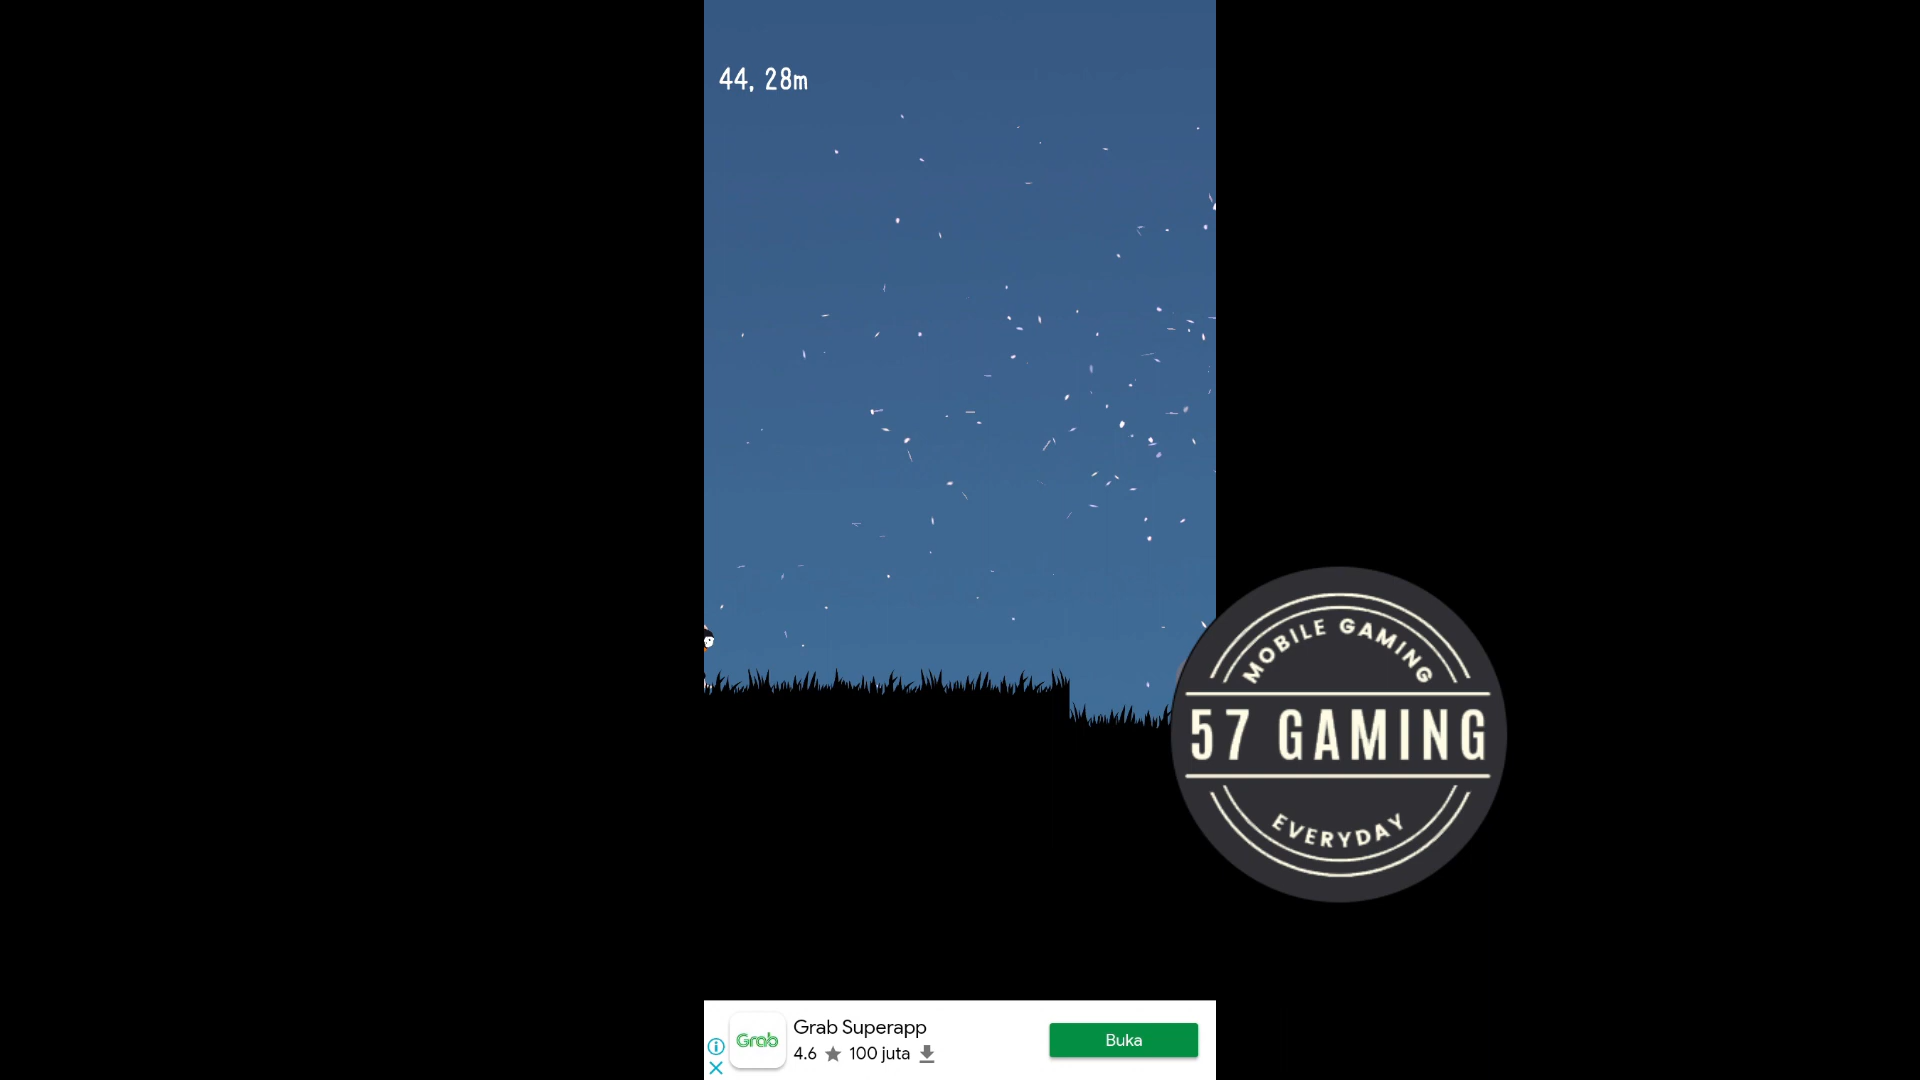 44,28m
MOBILE GAMING
57 GAMING
EVERYDAY
Grab
Grab Superapp
4.6 ★ 100 juta
Buka